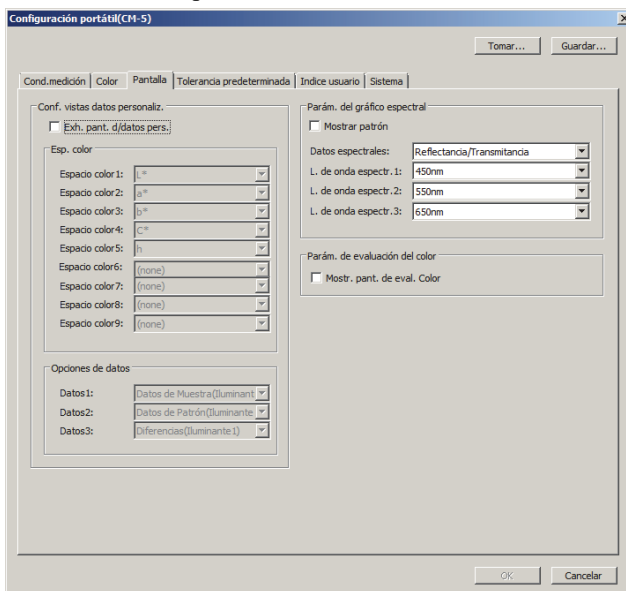 Configuración portátil(CM-S)
Tomar... Guardar...
Cond.medición Color Pantalla Tolerancia predeterminada Indice usuario Sistema
Conf. vistas datos personaliz.
Exh. pant. d/datos pers.
Esp. color
Espacio color1: L*
Espacio color2: a*
Espacio color3: b*
Espacio color4: C*
Espacio color5: h
Espacio color6: (none)
Espacio color7: (none)
Espacio color8: (none)
Espacio color9: (none)
Opciones de datos
Datos1: Datos de Muestra(Iluminant
Datos2: Datos de Patrón(Iluminante
Datos3: Diferencias(Iluminante1)
Parám. del gráfico espectral
Mostrar patrón
Datos espectrales: Reflectancia/Transmitancia
L. de onda espectr.1: 450nm
L. de onda espectr.2: 550nm
L. de onda espectr.3: 650nm
Parám. de evaluación del color
Mostr. pant. de eval. Color
OK Cancelar